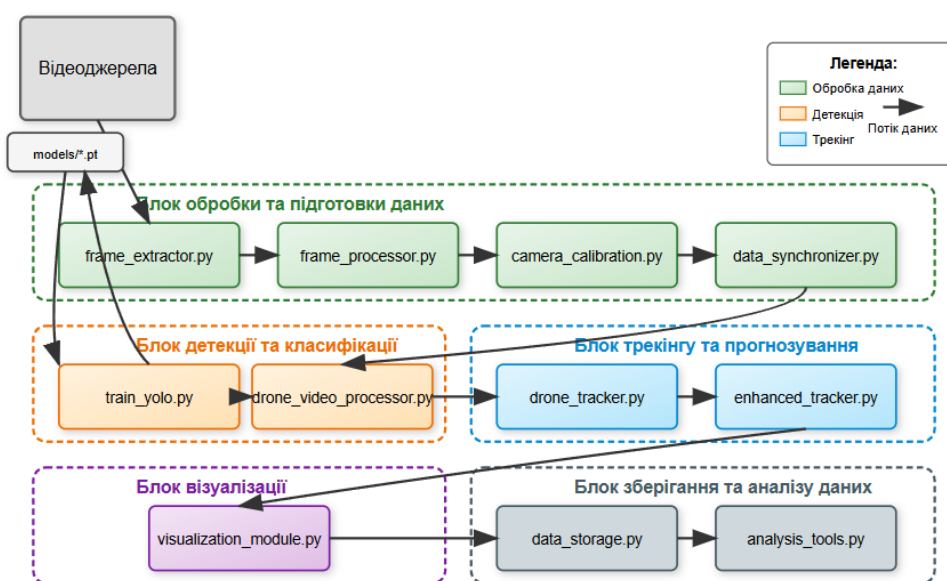 Відеоджерела
models/*.pt
Легенда:
Обробка даних
Детекція
Трекінг
Потік даних
Блок обробки та підготовки даних
frame_extractor.py
frame_processor.py
camera_calibration.py
data_synchronizer.py
Блок детекції та класифікації
train_yolo.py
drone_video_processor.py
Блок трекінгу та прогнозування
drone_tracker.py
enhanced_tracker.py
Блок візуалізації
visualization_module.py
Блок зберігання та аналізу даних
data_storage.py
analysis_tools.py